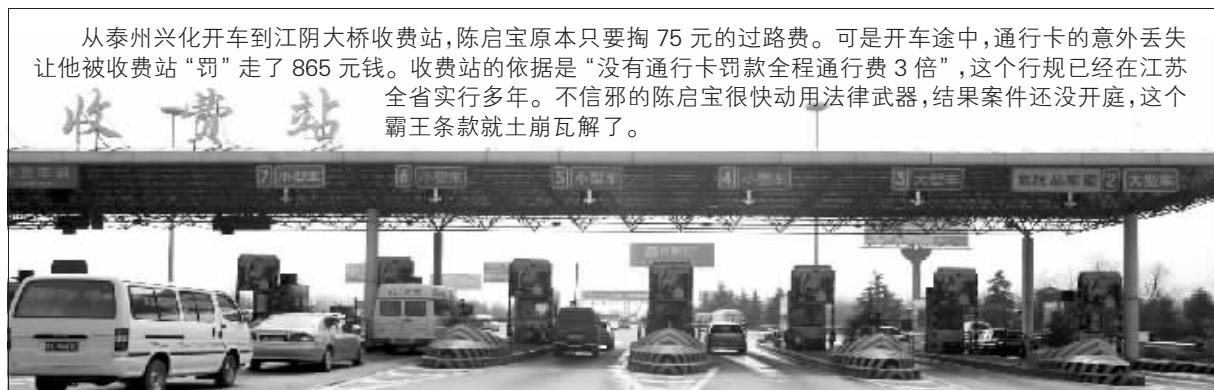 从泰州兴化开车到江阴大桥收费站，陈启宝原本只要掏 75 元的过路费。可是开车途中，通行卡的意外丢失
让他被收费站“罚”走了 865 元钱。收费站的依据是“没有通行卡罚款全程通行费 3 倍”，这个行规已经在江苏
全省实行多年。不信邪的陈启宝很快动用法律武器，结果案件还没开庭，这个
霸王条款就土崩瓦解了。
收费站
7 小型车 6 小型车 5 小型车 4 小型车 3 大型车 2 大型车